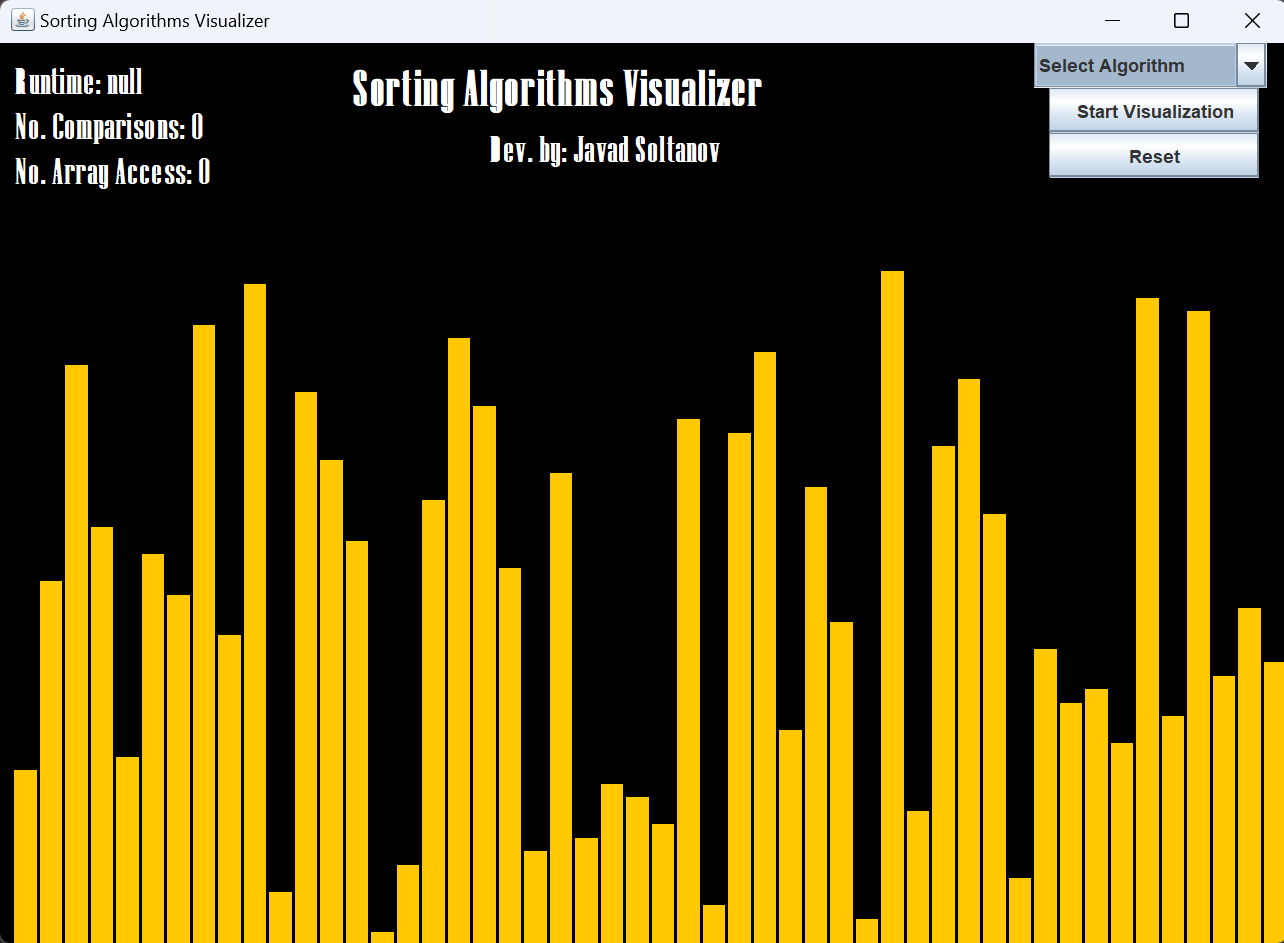 Sorting Algorithms Visualizer
Runtime: null
No. Comparisons: 0
No. Array Access: 0
Sorting Algorithms Visualizer
Dev. by: Javad Soltanov
Select Algorithm
Start Visualization
Reset